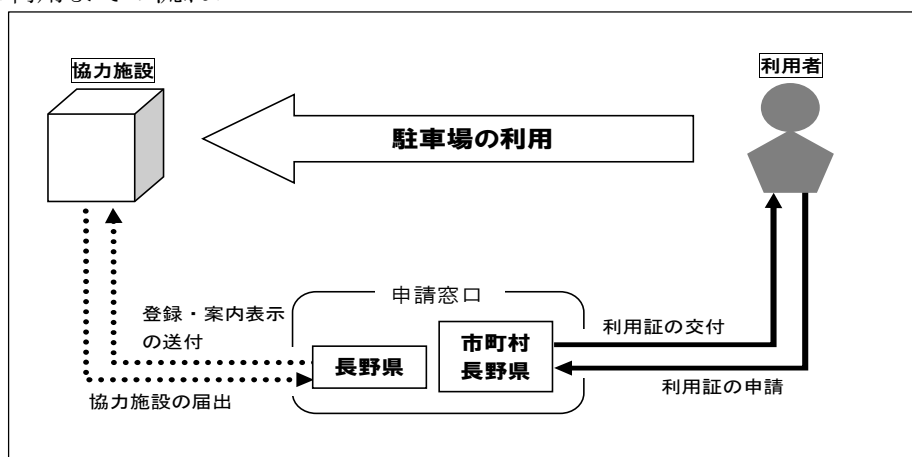 協力施設
利用者
駐車場の利用
申請窓口
登録・案内表示
の送付
長野県
市町村
長野県
利用証の交付
協力施設の届出
利用証の申請